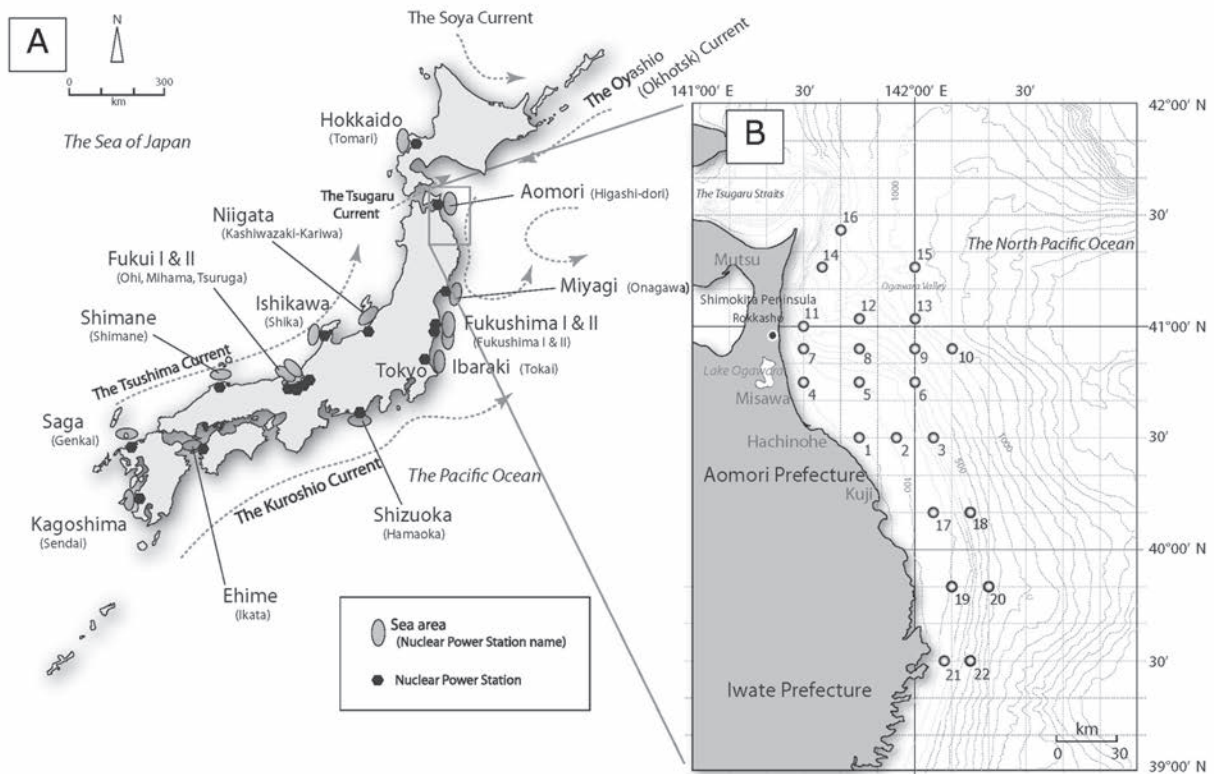 A
N
0 300
km
The Soya Current
The Oyashio
(Okhotsk) Current
The Sea of Japan
Hokkaido
(Tomari)
The Tsugaru
Current
Aomori (Higashi-dori)
Niigata
(Kashiwazaki-Kariwa)
Fukui I & II
(Ohi, Mihama, Tsuruga)
Ishikawa
(Shika)
Miyagi (Onagawa)
Shimane
(Shimane)
Fukushima I & II
(Fukushima I & II)
The Tsushima Current
Tokyo
Ibaraki (Tokai)
Saga
(Genkai)
The Pacific Ocean
The Kuroshio Current
Shizuoka
(Hamaoka)
Kagoshima
(Sendai)
Ehime
(Ikata)
Sea area
(Nuclear Power Station name)
Nuclear Power Station
141°00′ E 30′ 142°00′ E 30′
42°00′ N
B
The Tsugaru Straits
1000
30′
16
The North Pacific Ocean
Mutsu
14
15
Ogawara Valley
Shimokita Peninsula
Rokkasho
12
13
11
41°00′ N
7
8
9
10
Lake Ogawara
4
5
6
Misawa
Hachinohe
1
2
3
30′
1000
500
100
Aomori Prefecture
Kuji
17
18
40°00′ N
19
20
21
22
30′
Iwate Prefecture
km
0 30
39°00′ N